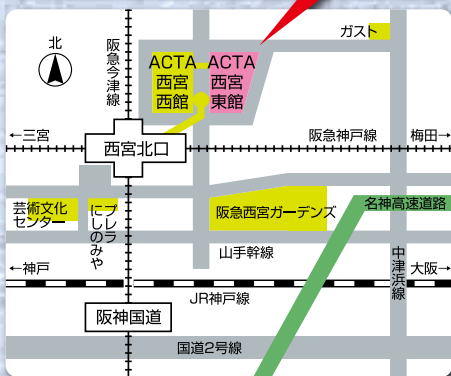 北
阪急今津線
ガスト
ACTA
西宮
西館
ACTA
西宮
東館
←三宮
西宮北口
阪急神戸線
梅田→
芸術文化
センター
プレラ
にしのみや
阪急西宮ガーデンズ
名神高速道路
山手幹線
中津浜線
←神戸
大阪→
JR神戸線
阪神国道
国道2号線